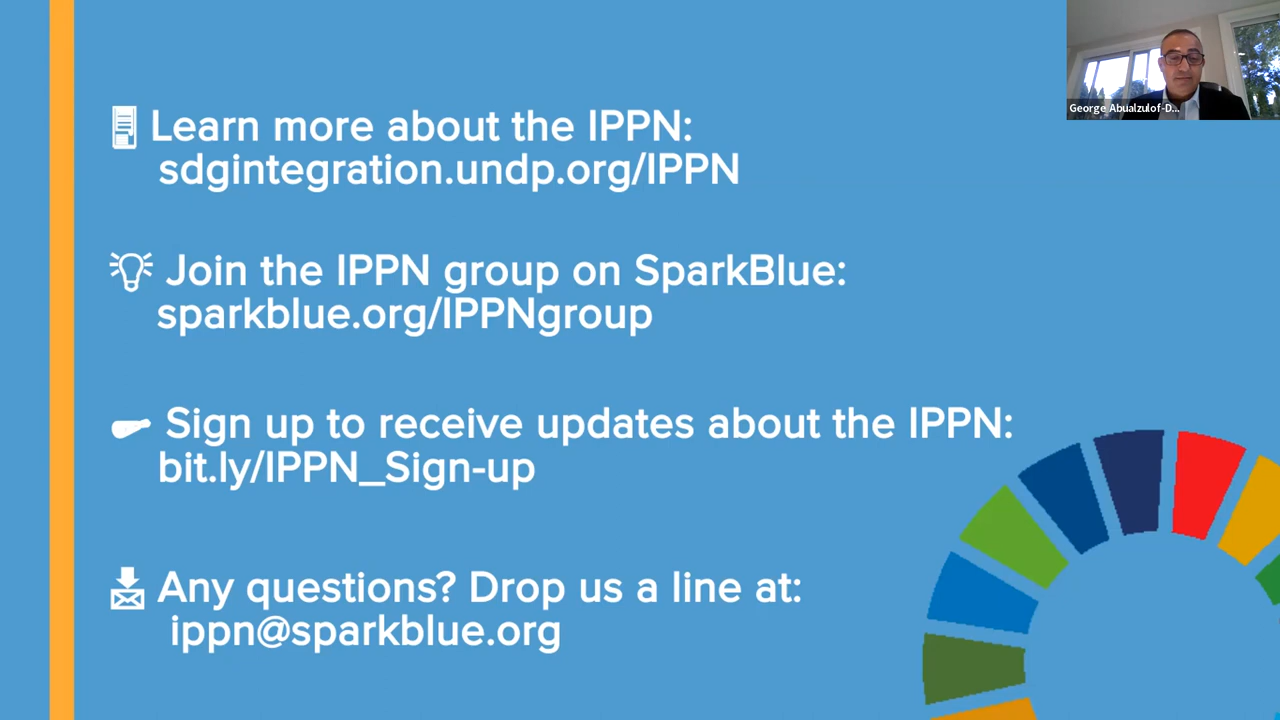 George Abualzulof-D...
Learn more about the IPPN:
sdgintegration.undp.org/IPPN
Join the IPPN group on SparkBlue:
sparkblue.org/IPPNgroup
Sign up to receive updates about the IPPN:
bit.ly/IPPN_Sign-up
Any questions? Drop us a line at:
ippn@sparkblue.org